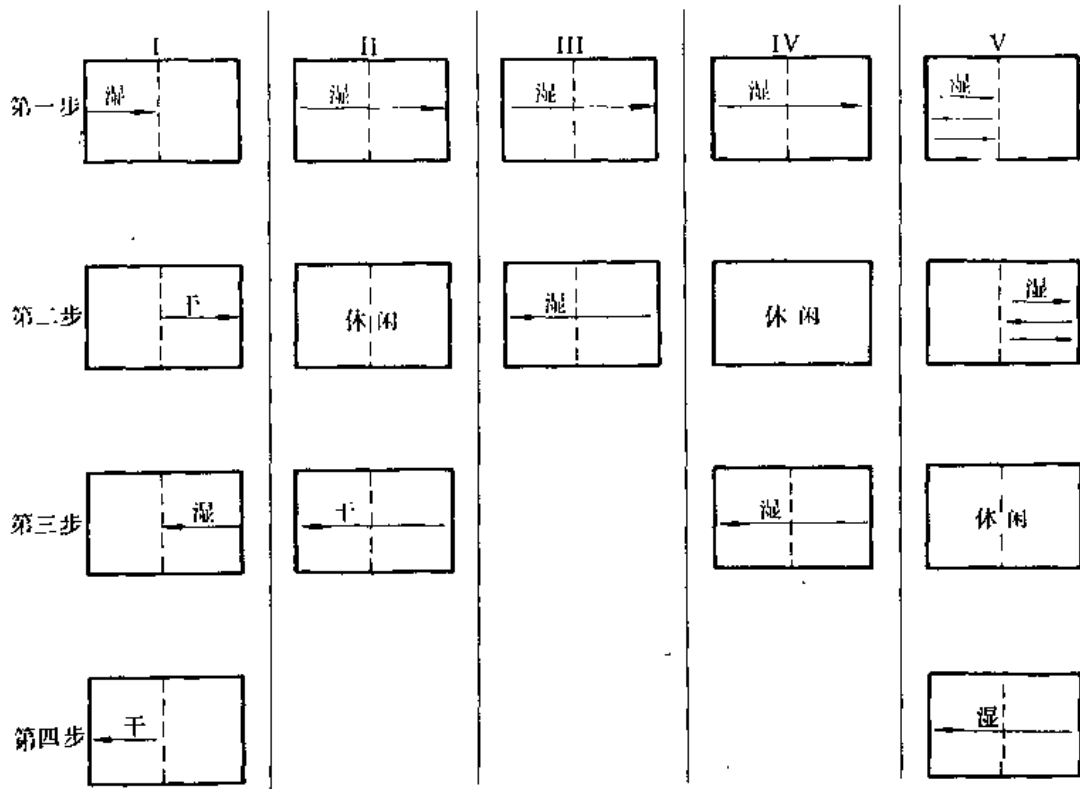 I II III IV V
第一步 湿 湿 湿 湿 湿
第二步 干 休闲 湿 休闲 湿
第三步 湿 干 湿 休闲
第四步 干 湿